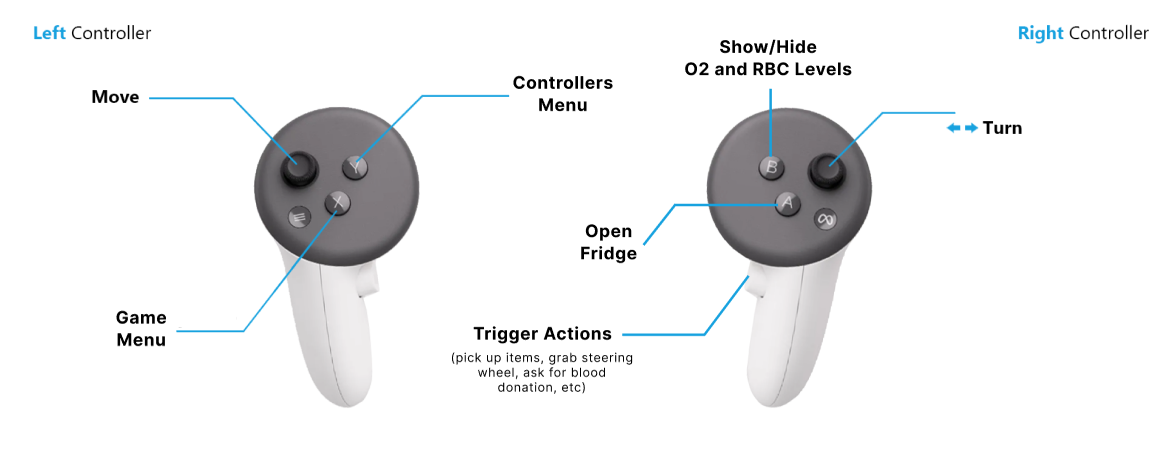 Left Controller
Right Controller
Show/Hide
O2 and RBC Levels
Move
Controllers
Menu
Turn
Y
X
B
A
Open
Fridge
Game
Menu
Trigger Actions
(pick up items, grab steering
wheel, ask for blood
donation, etc)